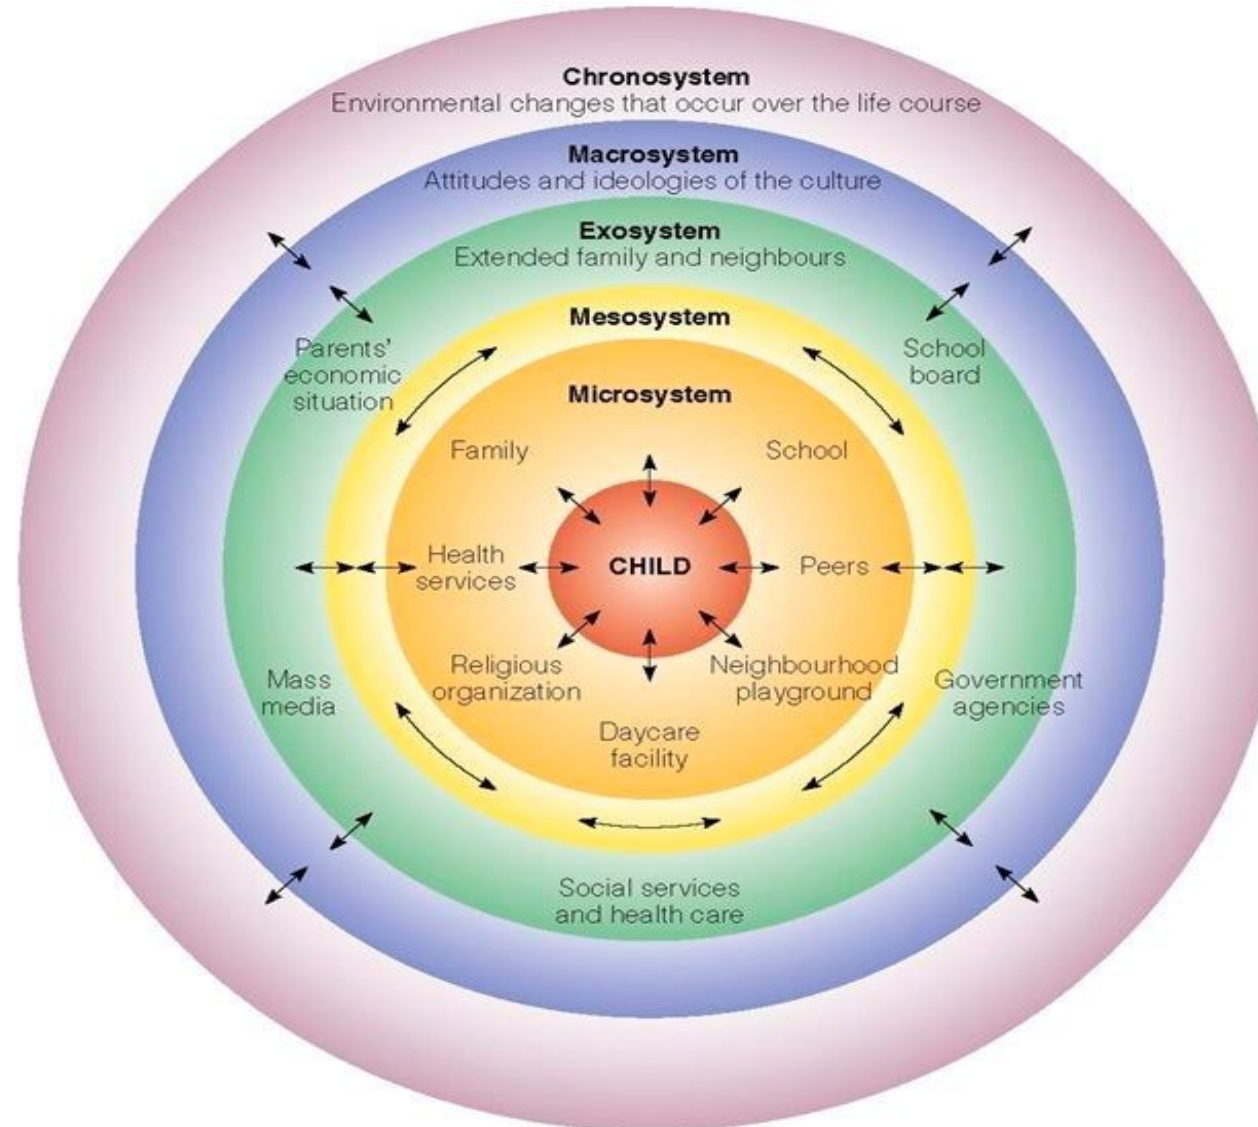 Chronosystem
Environmental changes that occur over the life course
Macrosystem
Attitudes and ideologies of the culture
Exosystem
Extended family and neighbours
Mesosystem
Parents'
economic
situation
School
board
Microsystem
Family
School
Health
services
CHILD
Peers
Religious
organization
Neighbourhood
playground
Mass
media
Government
agencies
Daycare
facility
Social services
and health care